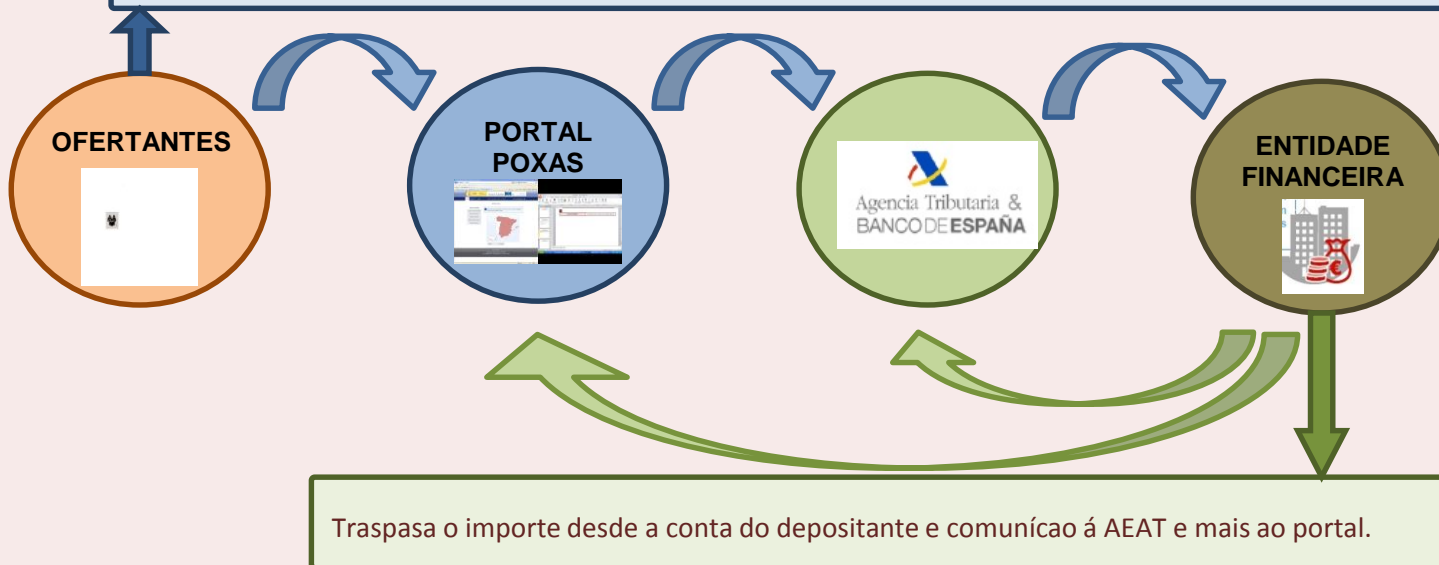 OFERTANTES
PORTAL
POXAS
Agencia Tributaria &
BANCO DE ESPAÑA
ENTIDADE
FINANCEIRA
Traspasa o importe desde a conta do depositante e comunícao á AEAT e mais ao portal.